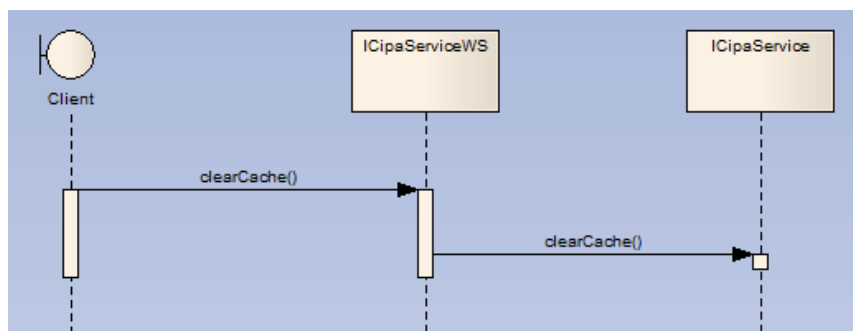 ICipaServiceWS
ICipaService
Client
clearCache()
clearCache()